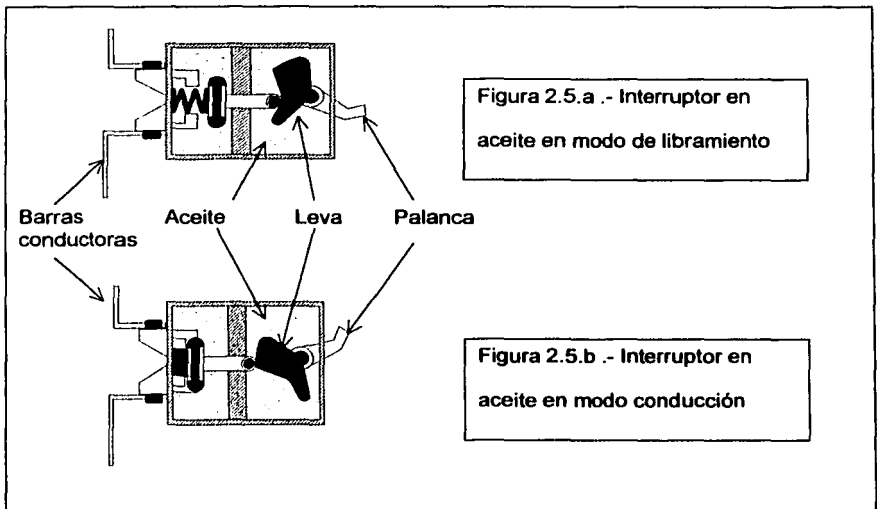 Figura 2.5.a .- Interruptor en
aceite en modo de libramiento
Barras
conductoras
Aceite
Leva
Palanca
Figura 2.5.b .- Interruptor en
aceite en modo conducción